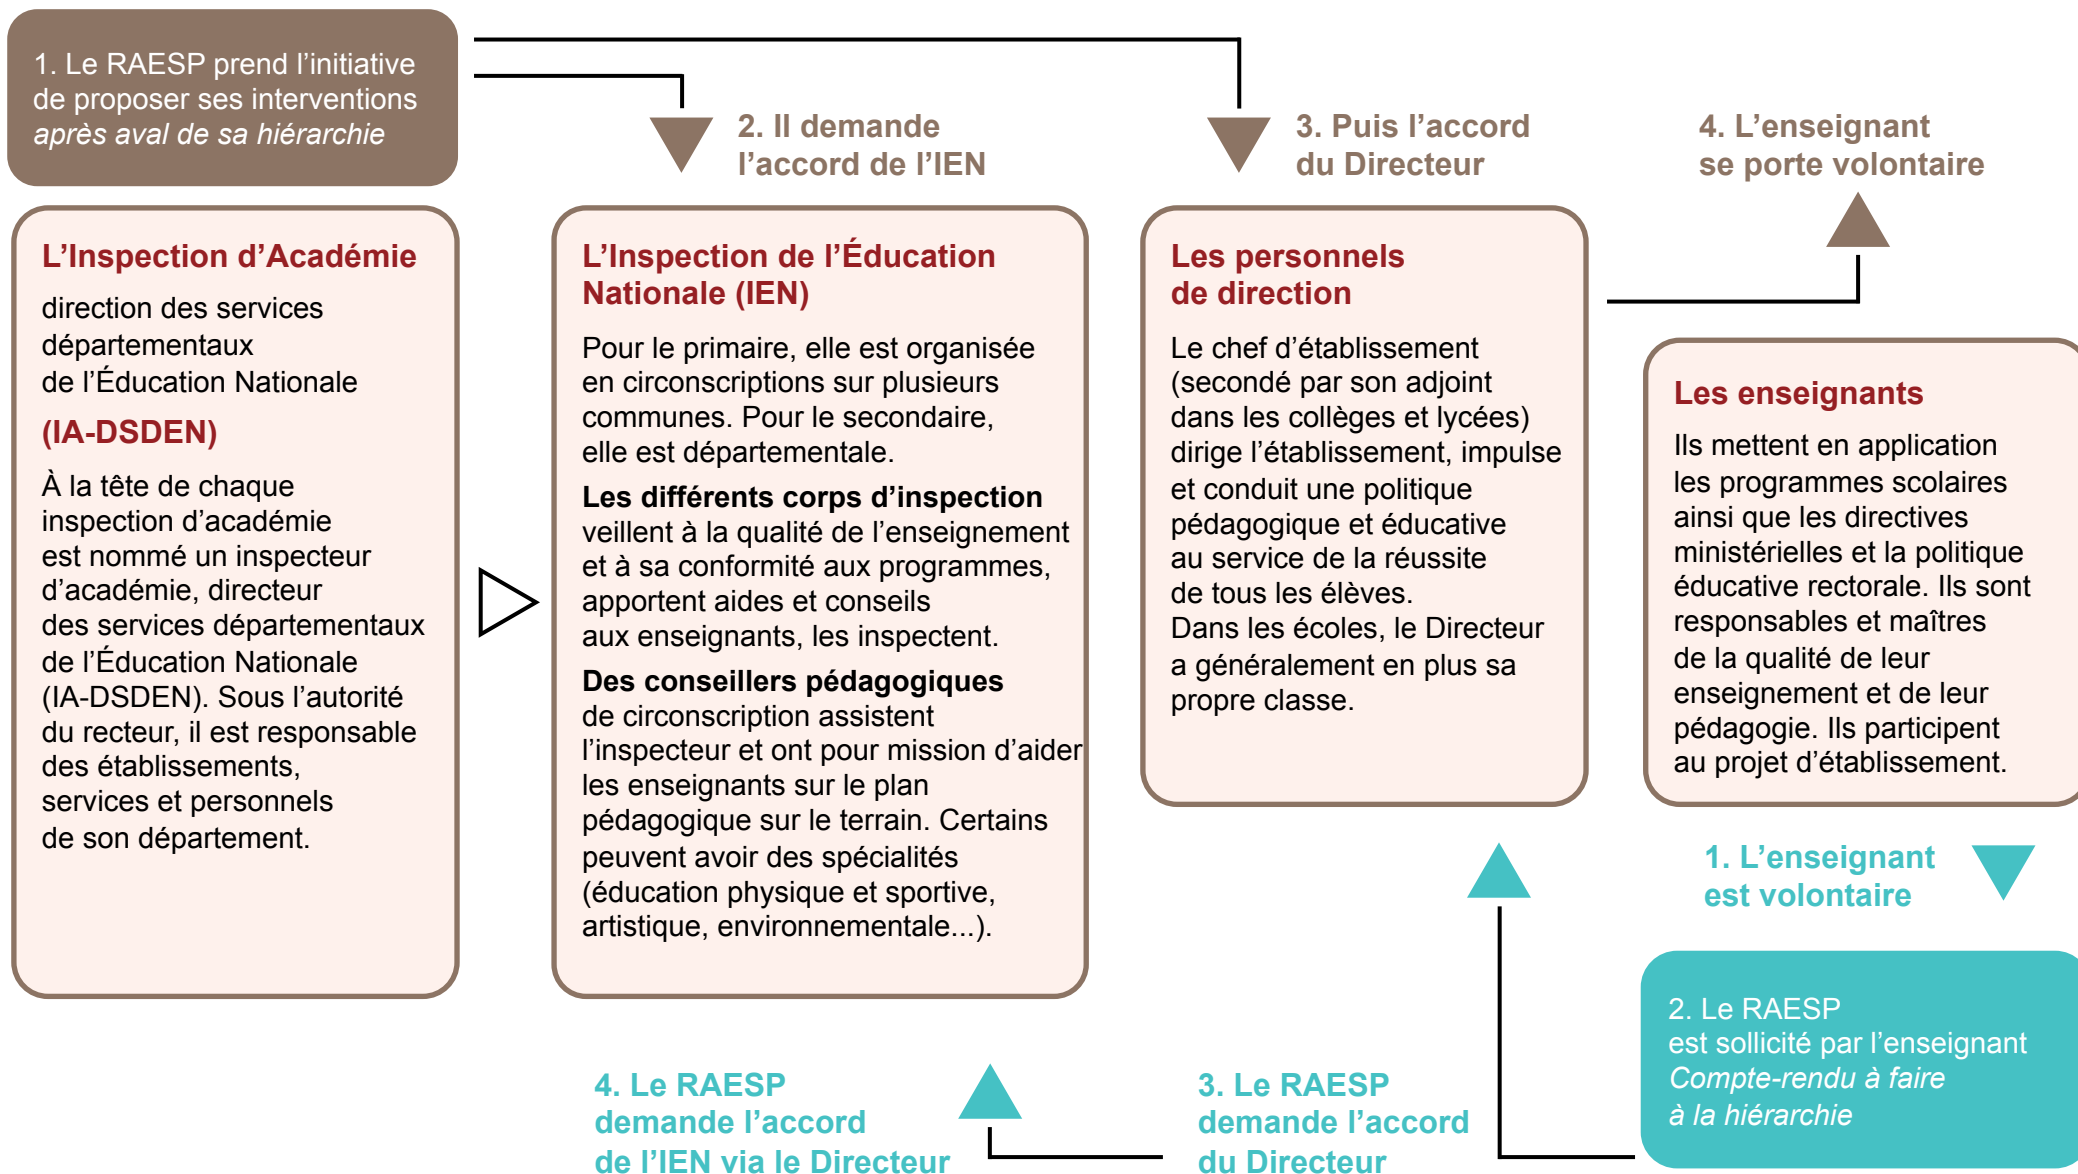 1. Le RAESP prend l’initiative
de proposer ses interventions
après aval de sa hiérarchie
2. Il demande
l’accord de l’IEN
3. Puis l’accord
du Directeur
4. L’enseignant
se porte volontaire
L’Inspection d’Académie
direction des services
départementaux
de l’Éducation Nationale
(IA-DSDEN)
À la tête de chaque
inspection d’académie
est nommé un inspecteur
d’académie, directeur
des services départementaux
de l’Éducation Nationale
(IA-DSDEN). Sous l’autorité
du recteur, il est responsable
des établissements,
services et personnels
de son département.
L’Inspection de l’Éducation
Nationale (IEN)
Pour le primaire, elle est organisée
en circonscriptions sur plusieurs
communes. Pour le secondaire,
elle est départementale.
Les différents corps d’inspection
veillent à la qualité de l’enseignement
et à sa conformité aux programmes,
apportent aides et conseils
aux enseignants, les inspectent.
Des conseillers pédagogiques
de circonscription assistent
l’inspecteur et ont pour mission d’aider
les enseignants sur le plan
pédagogique sur le terrain. Certains
peuvent avoir des spécialités
(éducation physique et sportive,
artistique, environnementale...).
Les personnels
de direction
Le chef d’établissement
(secondé par son adjoint
dans les collèges et lycées)
dirige l’établissement, impulse
et conduit une politique
pédagogique et éducative
au service de la réussite
de tous les élèves.
Dans les écoles, le Directeur
a généralement en plus sa
propre classe.
Les enseignants
Ils mettent en application
les programmes scolaires
ainsi que les directives
ministérielles et la politique
éducative rectorale. Ils sont
responsables et maîtres
de la qualité de leur
enseignement et de leur
pédagogie. Ils participent
au projet d’établissement.
1. L’enseignant
est volontaire
2. Le RAESP
est sollicité par l’enseignant
Compte-rendu à faire
à la hiérarchie
3. Le RAESP
demande l’accord
du Directeur
4. Le RAESP
demande l’accord
de l’IEN via le Directeur